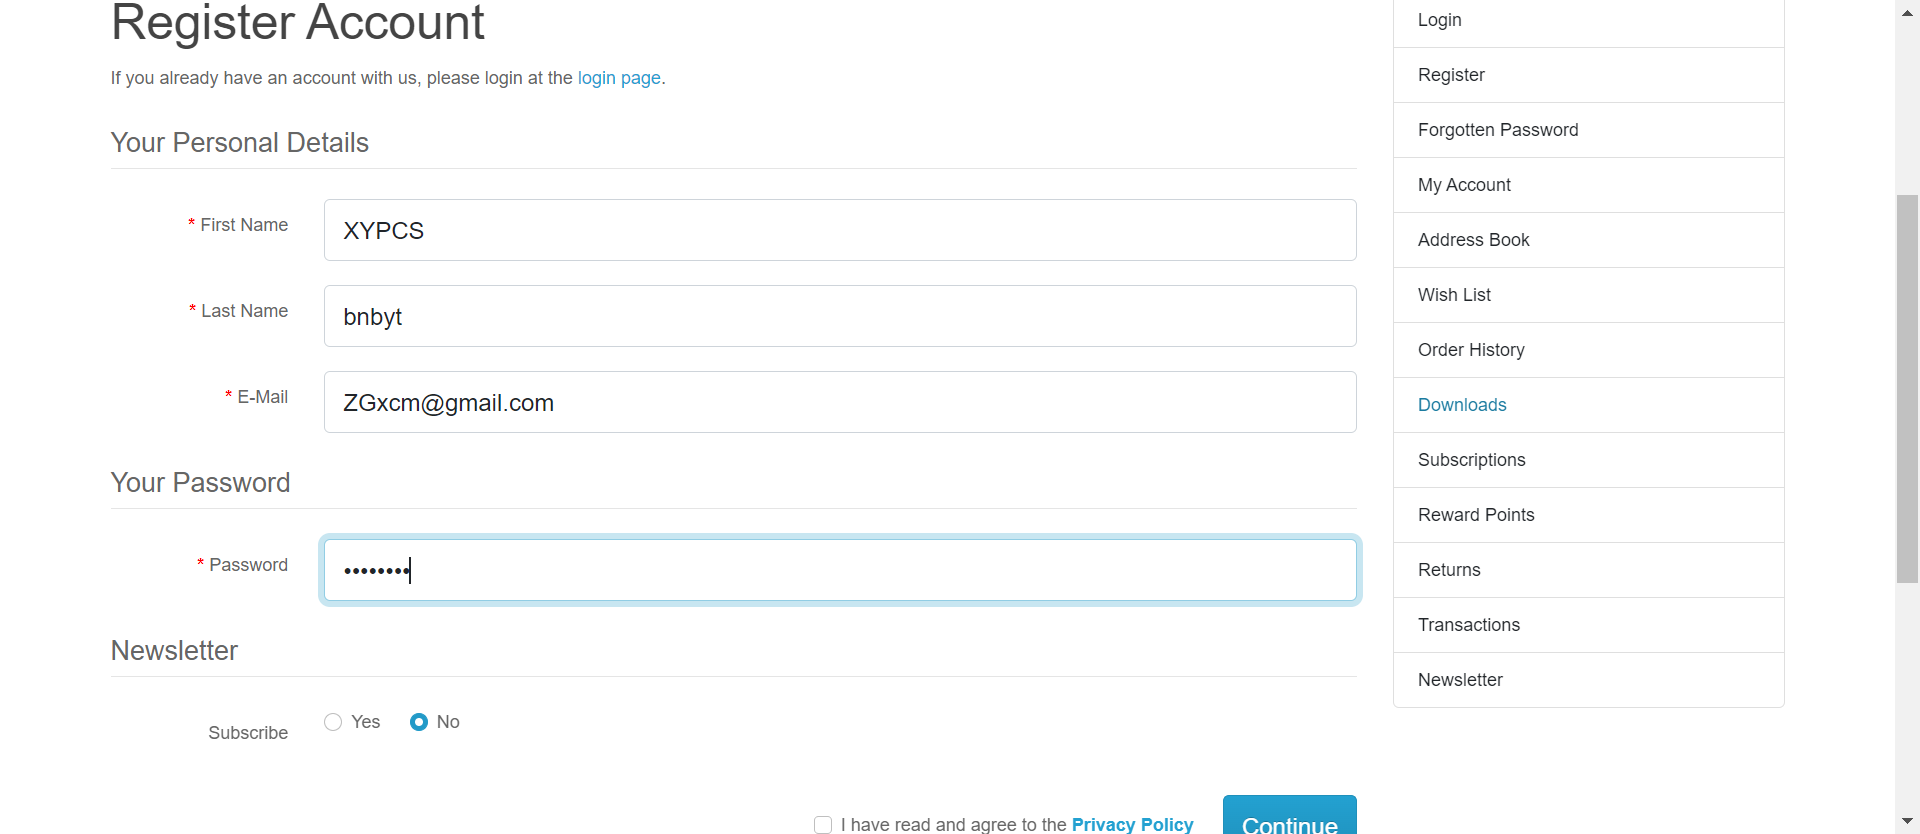 Register Account
If you already have an account with us, please login at the login page.
Your Personal Details
* First Name
XYPCS
* Last Name
bnbyt
* E-Mail
ZGxcm@gmail.com
Your Password
* Password
••••••••
Newsletter
Subscribe
Yes
No
I have read and agree to the Privacy Policy
Continue
Login
Register
Forgotten Password
My Account
Address Book
Wish List
Order History
Downloads
Subscriptions
Reward Points
Returns
Transactions
Newsletter